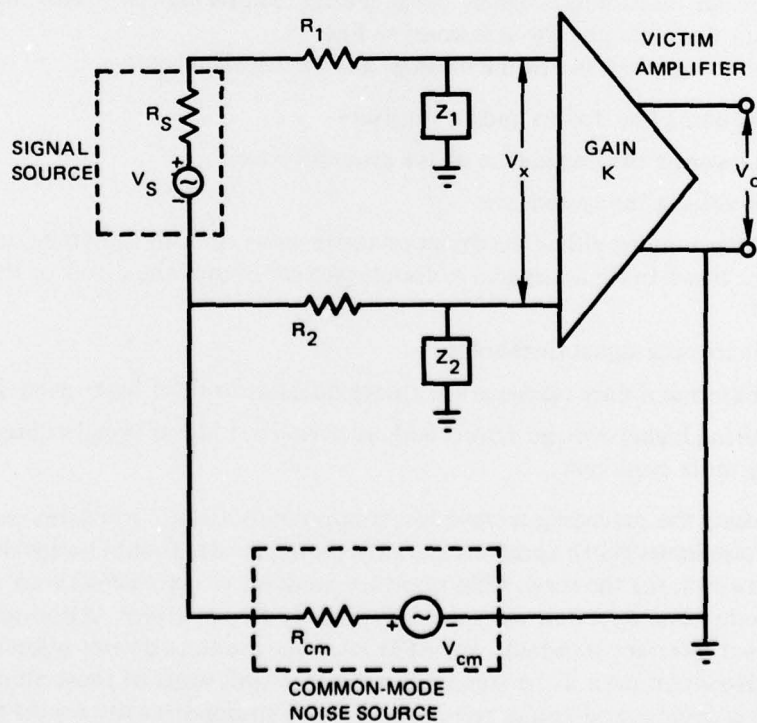 R1
VICTIM
AMPLIFIER
RS
Z1
SIGNAL
SOURCE
+
VS
-
Vx
GAIN
K
Vo
R2
Z2
+
-
Rcm
Vcm
COMMON-MODE
NOISE SOURCE